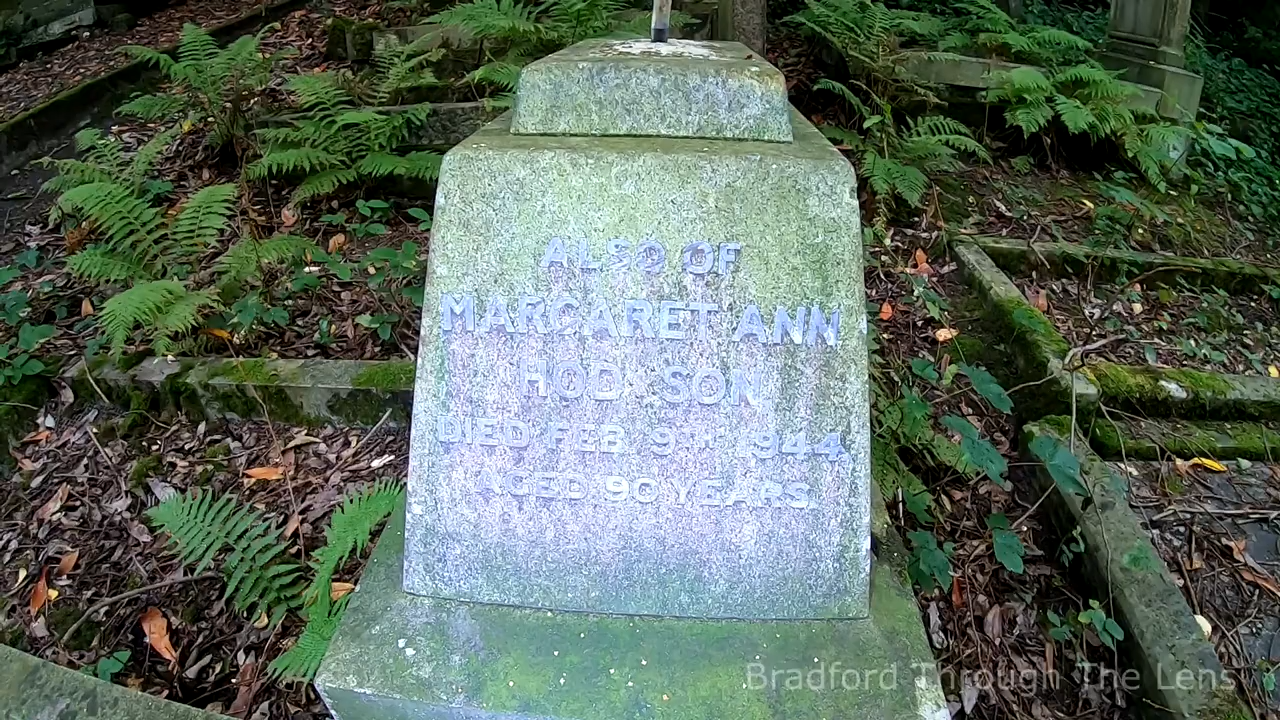 ALSO OF
MARGARET ANN
HODGSON
DIED FEB 9TH 1944
AGED 90 YEARS
Bradford Through The Lens